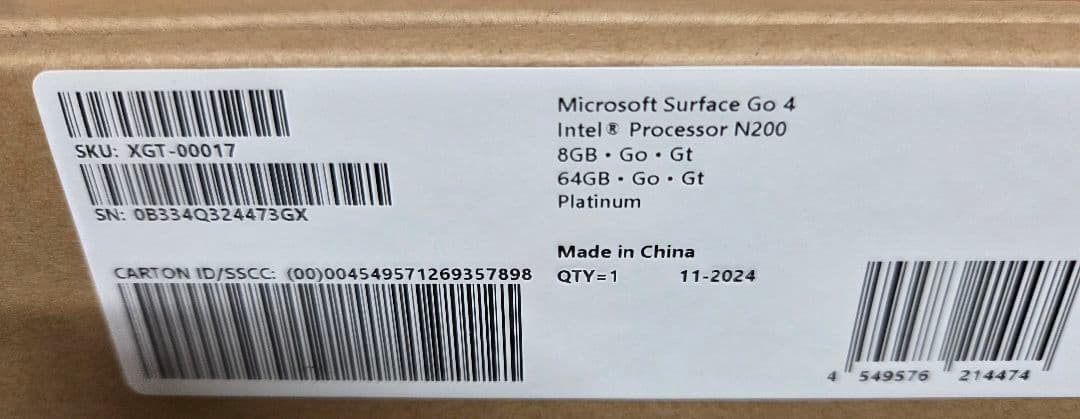 SKU: XGT-00017
SN: 0B334Q324473GX
CARTON ID/SSCC: (00)004549571269357898
Microsoft Surface Go 4
Intel® Processor N200
8GB • Go • Gt
64GB • Go • Gt
Platinum
Made in China
QTY=1 11-2024
4 549576 214474